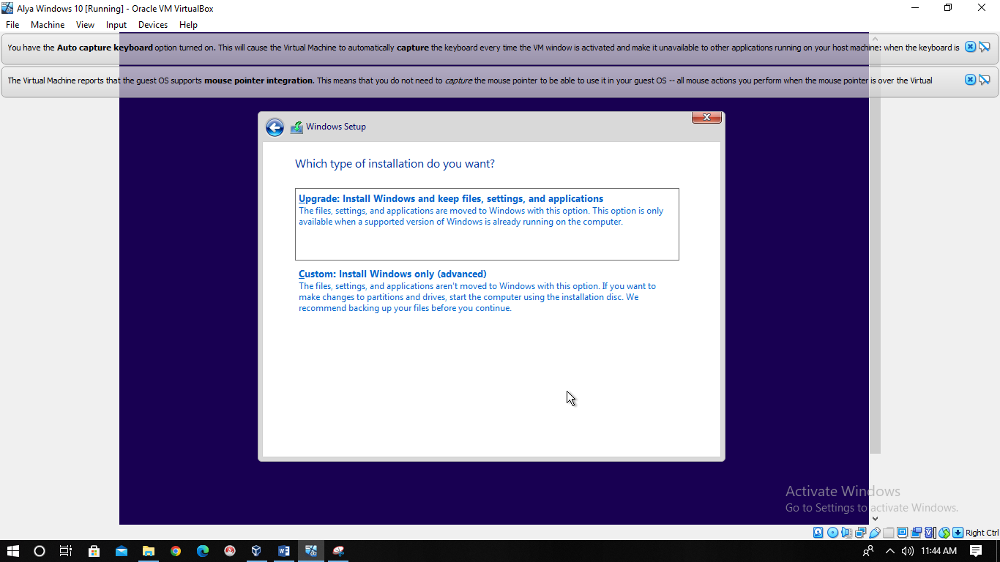 Alya Windows 10 [Running] - Oracle VM VirtualBox
File Machine View Input Devices Help
You have the Auto capture keyboard option turned on. This will cause the Virtual Machine to automatically capture the keyboard every time the VM window is activated and make it unavailable to other applications running on your host machine: when the keyboard is
The Virtual Machine reports that the guest OS supports mouse pointer integration. This means that you do not need to capture the mouse pointer to be able to use it in your guest OS -- all mouse actions you perform when the mouse pointer is over the Virtual
Windows Setup
Which type of installation do you want?
Upgrade: Install Windows and keep files, settings, and applications
The files, settings, and applications are moved to Windows with this option. This option is only
available when a supported version of Windows is already running on the computer.
Custom: Install Windows only (advanced)
The files, settings, and applications aren't moved to Windows with this option. If you want to
make changes to partitions and drives, start the computer using the installation disc. We
recommend backing up your files before you continue.
Activate Windows
Go to Settings to activate Windows.
Right Ctrl
11:44 AM